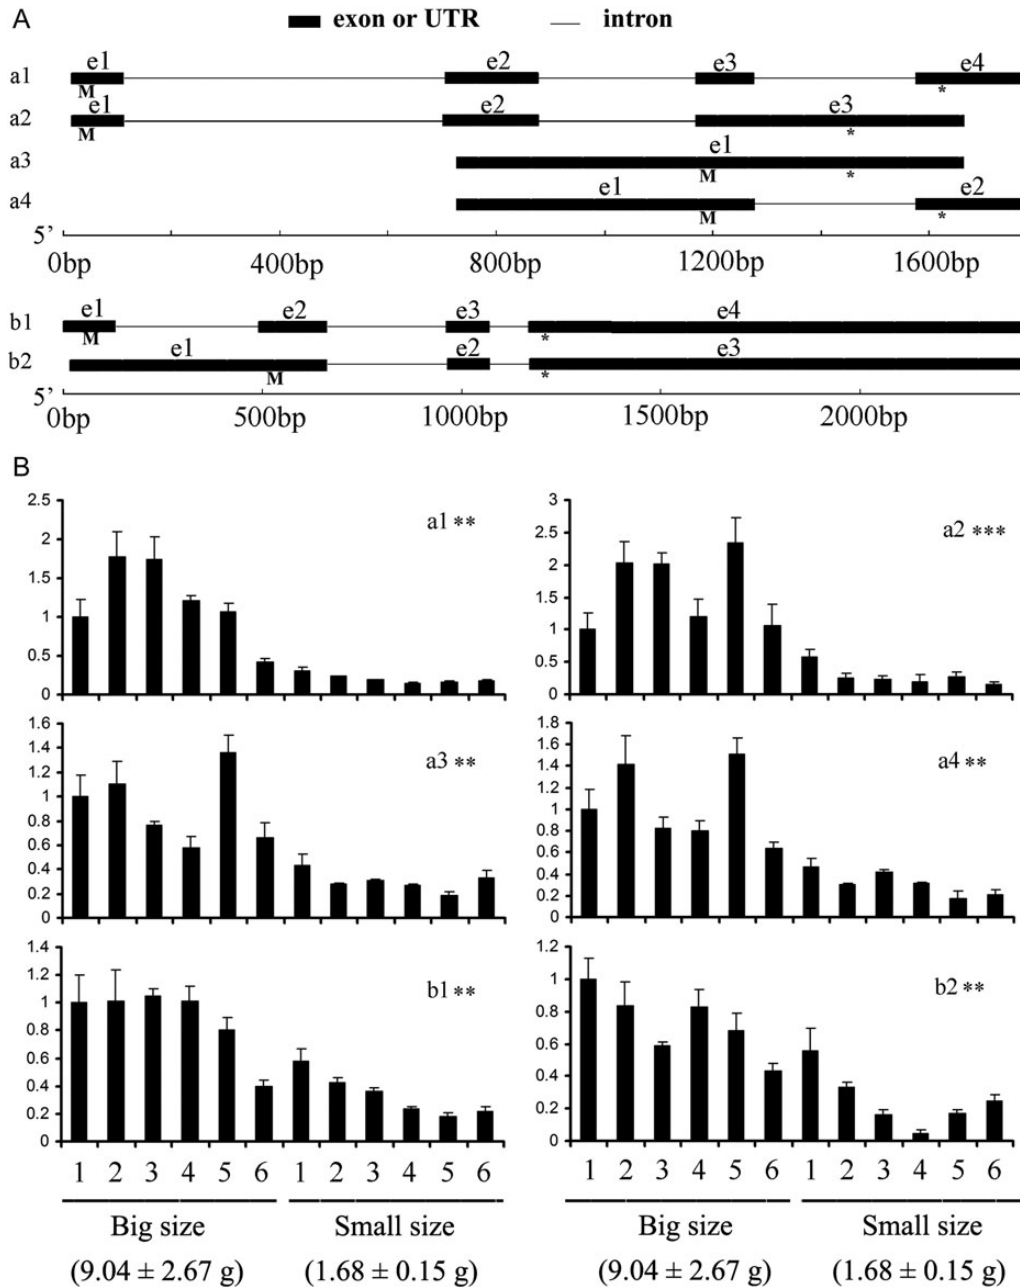 A
exon or UTR intron
e1 e2 e3 e4
a1
M *
e1 e2 e3
a2
M *
e1
a3
M *
e1 e2
a4
M *
5’
0bp 400bp 800bp 1200bp 1600bp
e1 e2 e3 e4
b1
M *
e1 e2 e3
b2
M *
5’
0bp 500bp 1000bp 1500bp 2000bp
B
a1 **
2.5
2
1.5
1
0.5
0
a2 ***
3
2.5
2
1.5
1
0.5
0
a3 **
1.6
1.4
1.2
1
0.8
0.6
0.4
0.2
0
a4 **
1.8
1.6
1.4
1.2
1
0.8
0.6
0.4
0.2
0
b1 **
1.4
1.2
1
0.8
0.6
0.4
0.2
0
b2 **
1.2
1
0.8
0.6
0.4
0.2
0
1 2 3 4 5 6 1 2 3 4 5 6
1 2 3 4 5 6 1 2 3 4 5 6
Big size Small size
(9.04 ± 2.67 g) (1.68 ± 0.15 g)
Big size Small size
(9.04 ± 2.67 g) (1.68 ± 0.15 g)